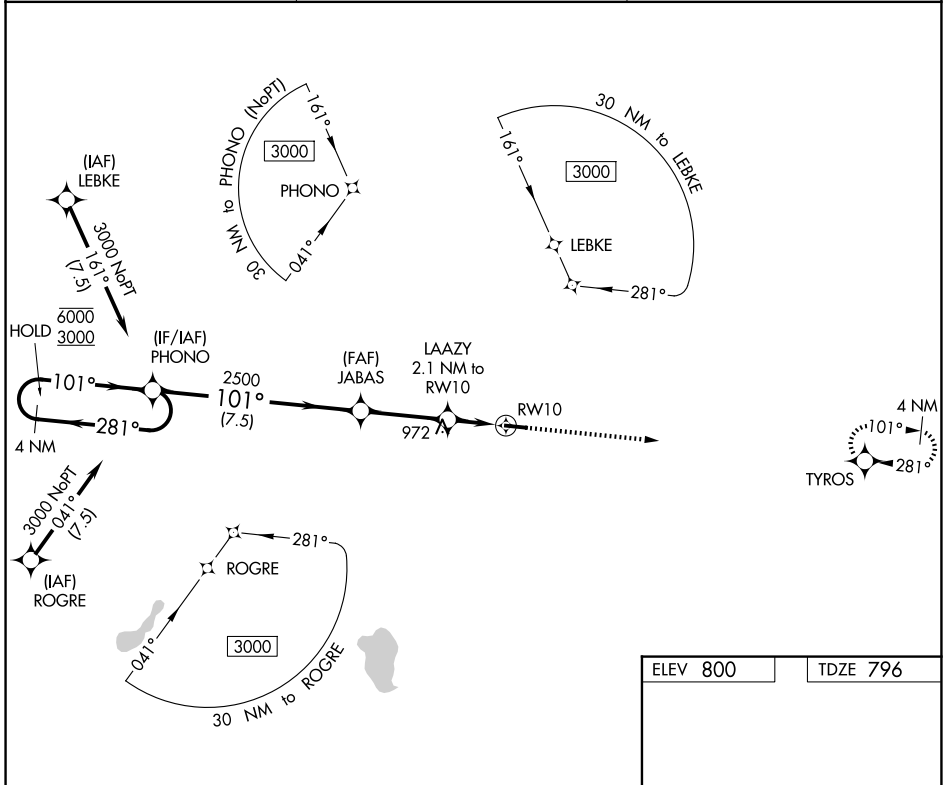 30 NM to PHONO (NoPT)
161°
3000
PHONO
041°
30 NM to LEBKE
161°
3000
LEBKE
281°
(IAF)
LEBKE
3000 NoPT
161°
(7.5)
HOLD
6000
3000
(IF/IAF)
PHONO
101°
281°
4 NM
2500
101°
(7.5)
(FAF)
JABAS
LAAZY
2.1 NM to
RW10
972
RW10
4 NM
101°
281°
TYROS
3000 NoPT
041°
(7.5)
(IAF)
ROGRE
281°
ROGRE
041°
3000
30 NM to ROGRE
ELEV 800
TDZE 796